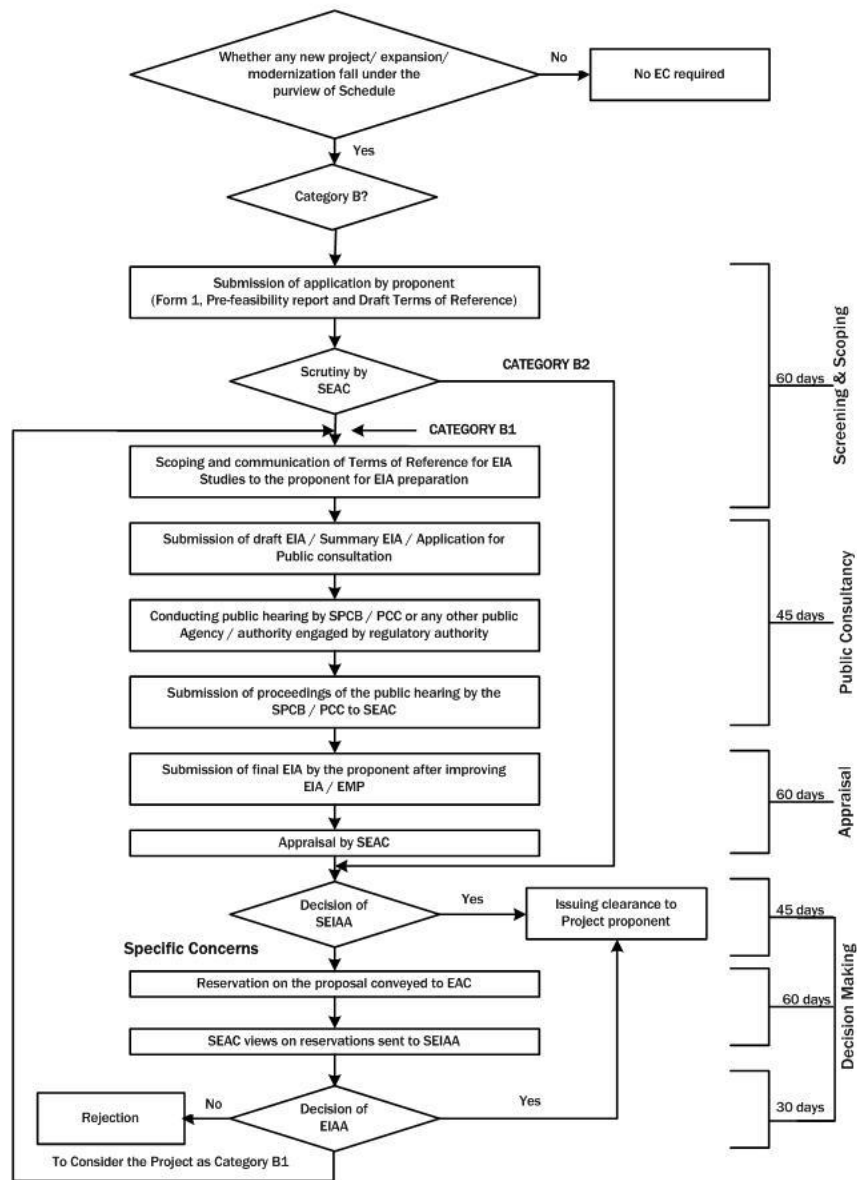 Whether any new project/ expansion/
modernization fall under the
purview of Schedule
No
No EC required
Yes
Category B?
Submission of application by proponent
(Form 1, Pre-feasibility report and Draft Terms of Reference)
Scrutiny by
SEAC
CATEGORY B2
CATEGORY B1
Scoping and communication of Terms of Reference for EIA
Studies to the proponent for EIA preparation
60 days
Screening & Scoping
Submission of draft EIA / Summary EIA / Application for
Public consultation
Conducting public hearing by SPCB / PCC or any other public
Agency / authority engaged by regulatory authority
Submission of proceedings of the public hearing by the
SPCB / PCC to SEAC
45 days
Public Consultancy
Submission of final EIA by the proponent after improving
EIA / EMP
Appraisal by SEAC
60 days
Appraisal
Decision of
SEIAA
Yes
Issuing clearance to
Project proponent
45 days
Specific Concerns
Reservation on the proposal conveyed to EAC
SEAC views on reservations sent to SEIAA
60 days
Decision Making
Decision of
EIAA
No
Rejection
Yes
30 days
To Consider the Project as Category B1